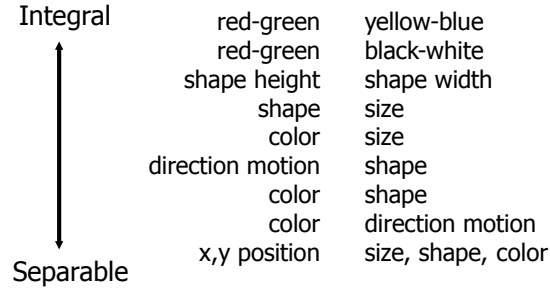 Integral
red-green yellow-blue
red-green black-white
shape height shape width
shape size
color size
direction motion shape
color shape
color direction motion
x,y position size, shape, color
Separable